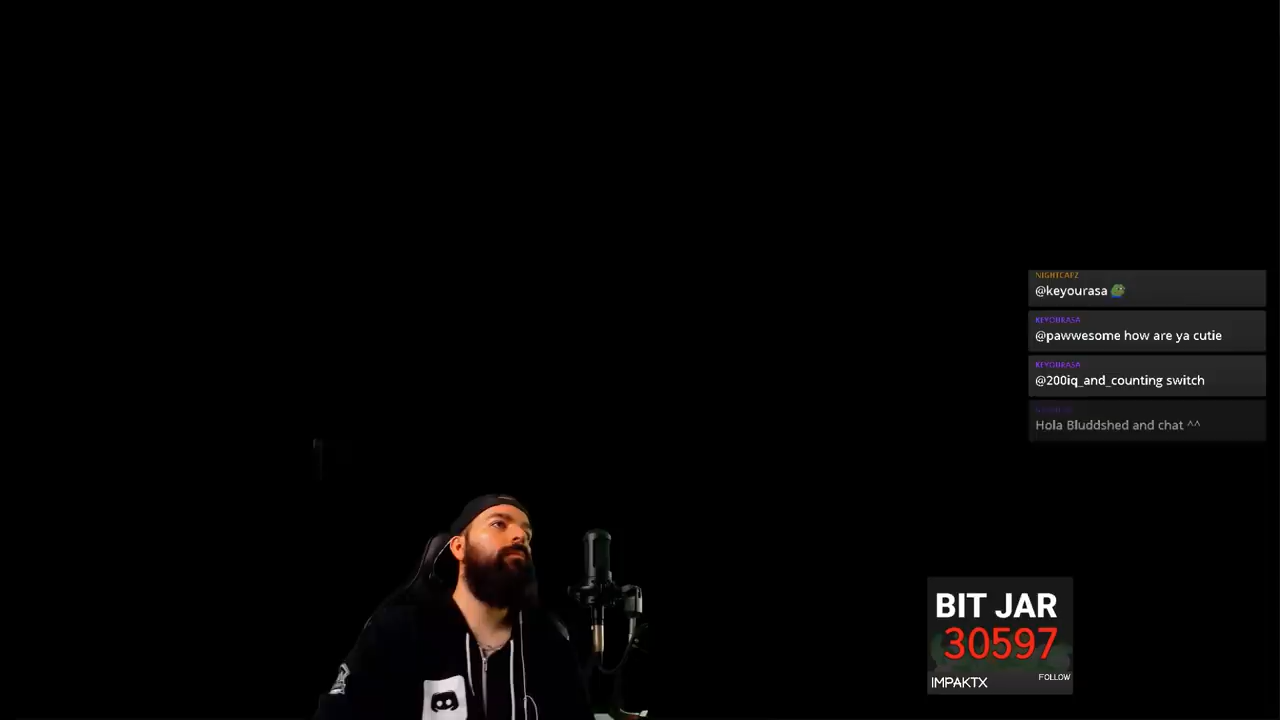 NIGHTCAPZ
@keyourasa
KEYOURASA
@pawwesome how are ya cutie
KEYOURASA
@200iq_and_counting switch
Hola Bluddshed and chat ^^
BIT JAR
30597
IMPAKTX
FOLLOW